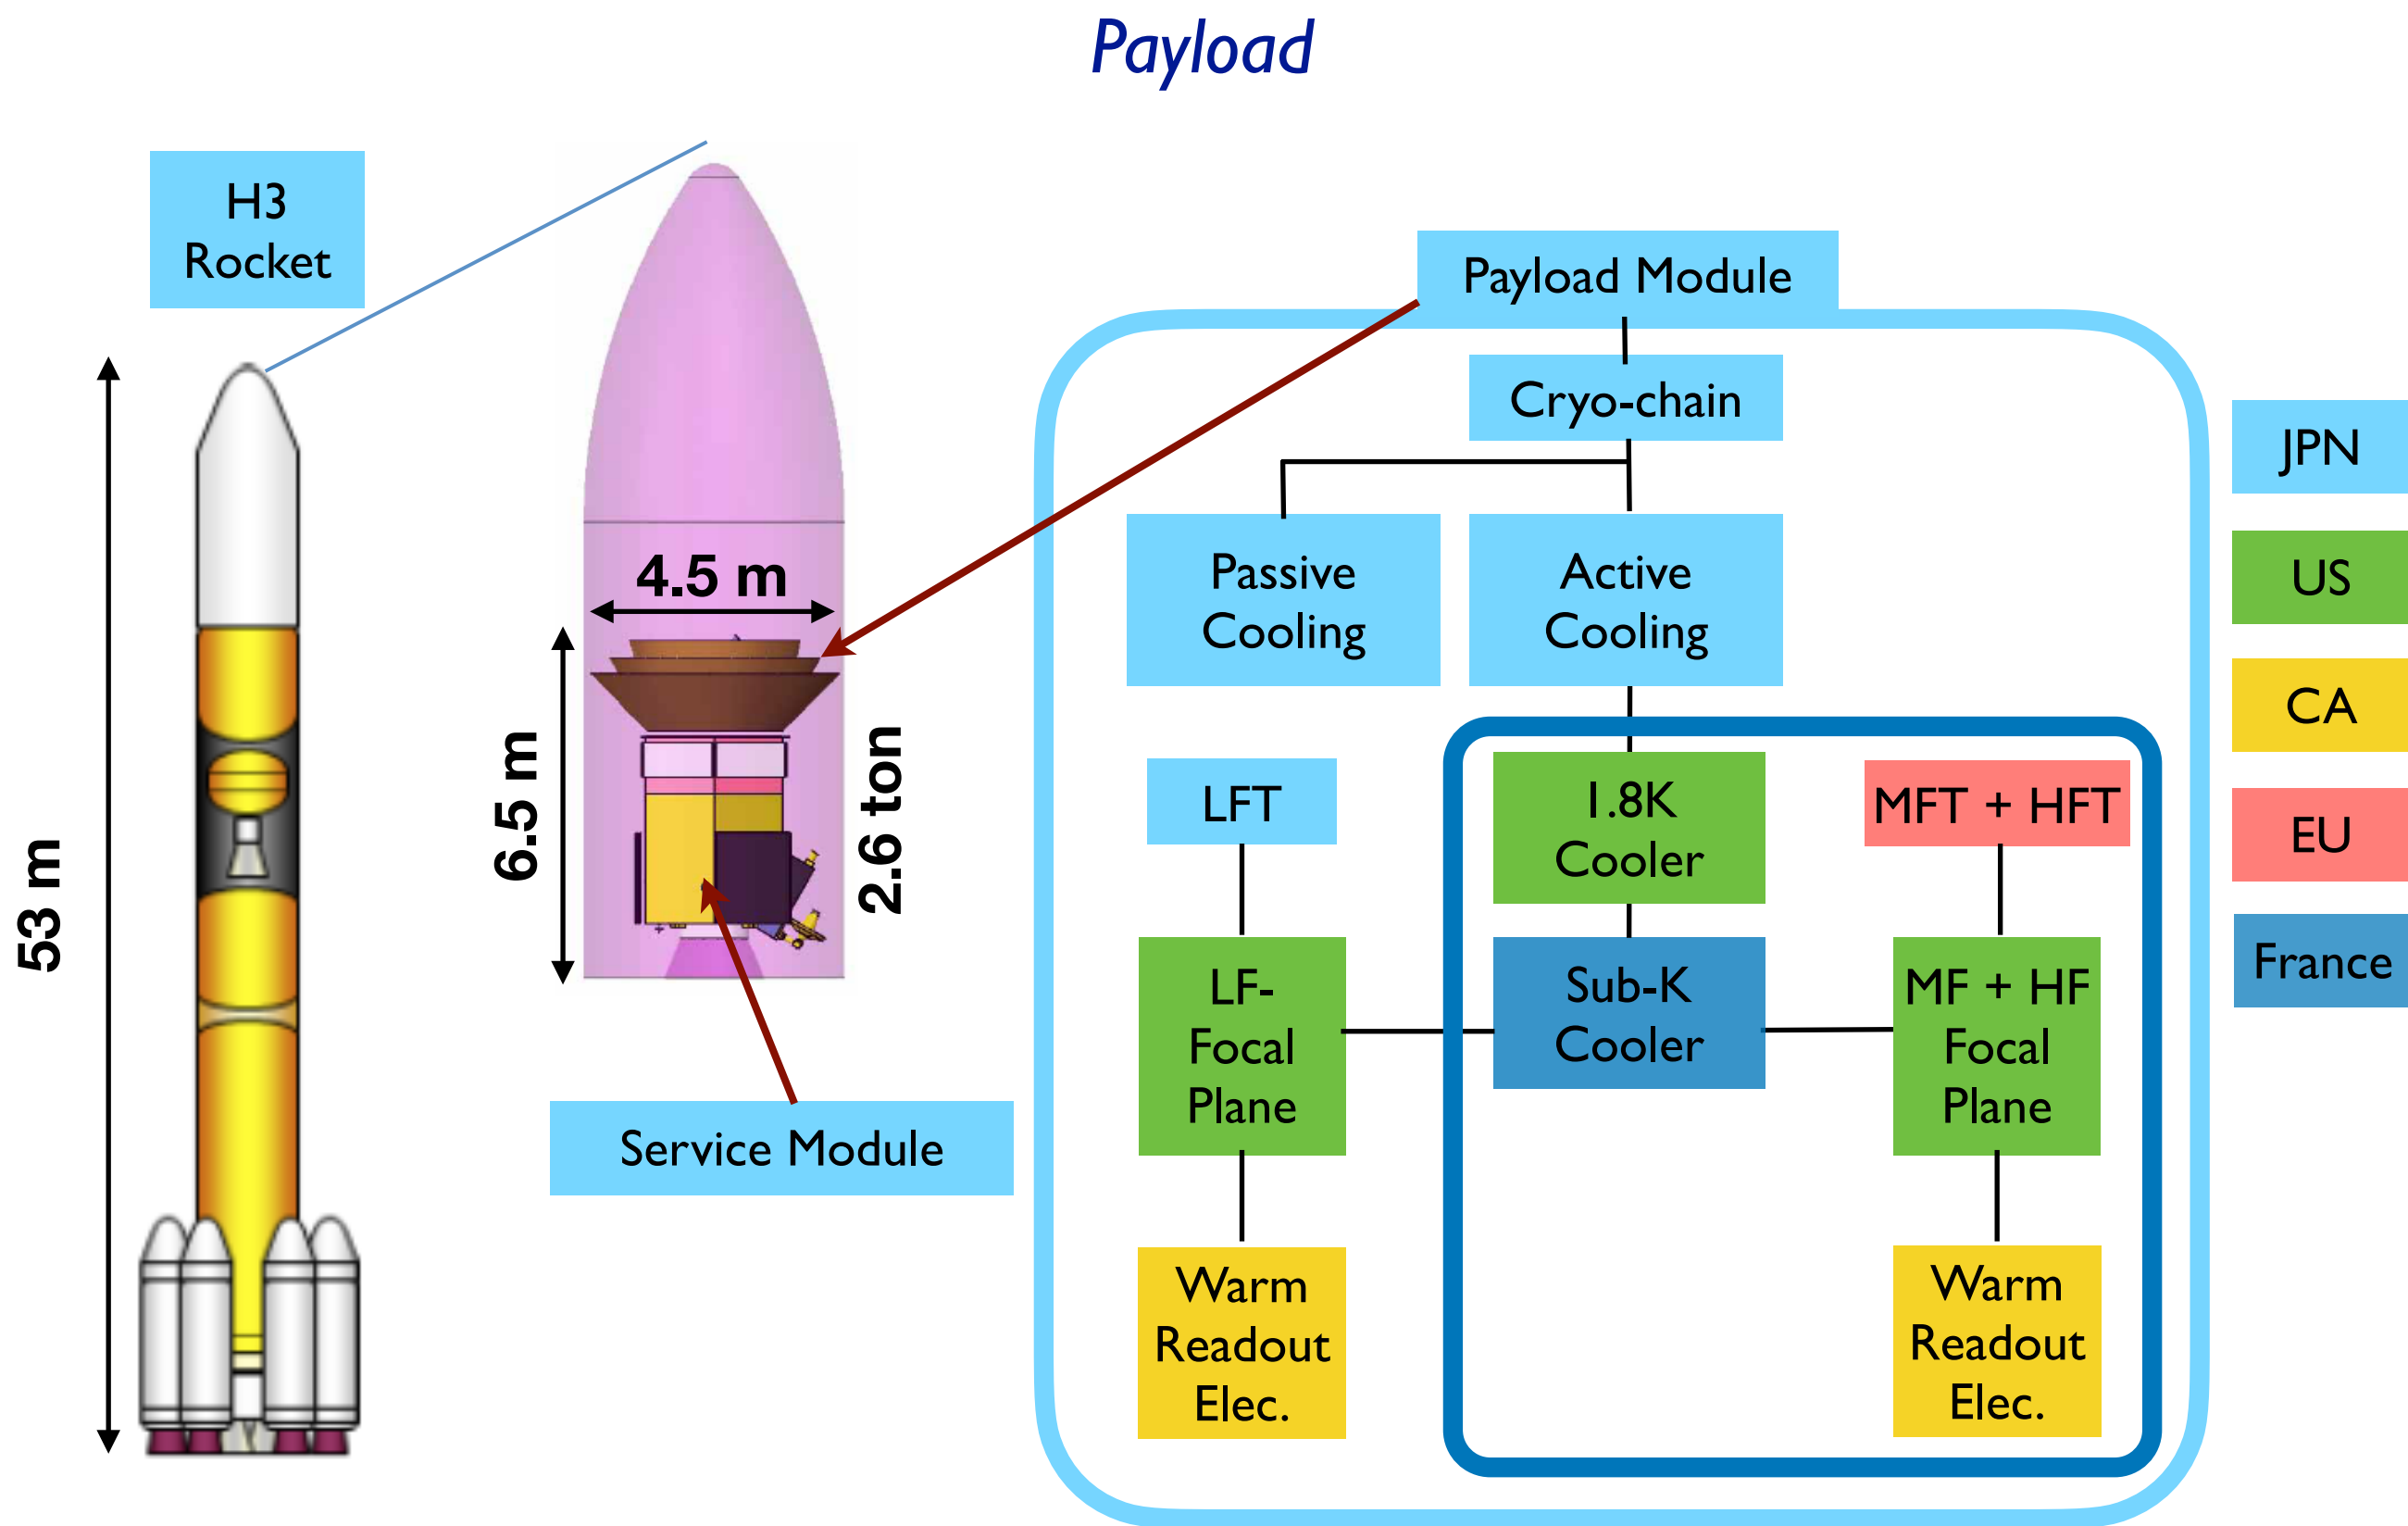 Payload
H3
Rocket
53 m
4.5 m
6.5 m
2.6 ton
Service Module
Payload Module
Cryo-chain
Passive
Cooling
Active
Cooling
LFT
1.8K
Cooler
MFT + HFT
LF-
Focal
Plane
Sub-K
Cooler
MF + HF
Focal
Plane
Warm
Readout
Elec.
Warm
Readout
Elec.
JPN
US
CA
EU
France